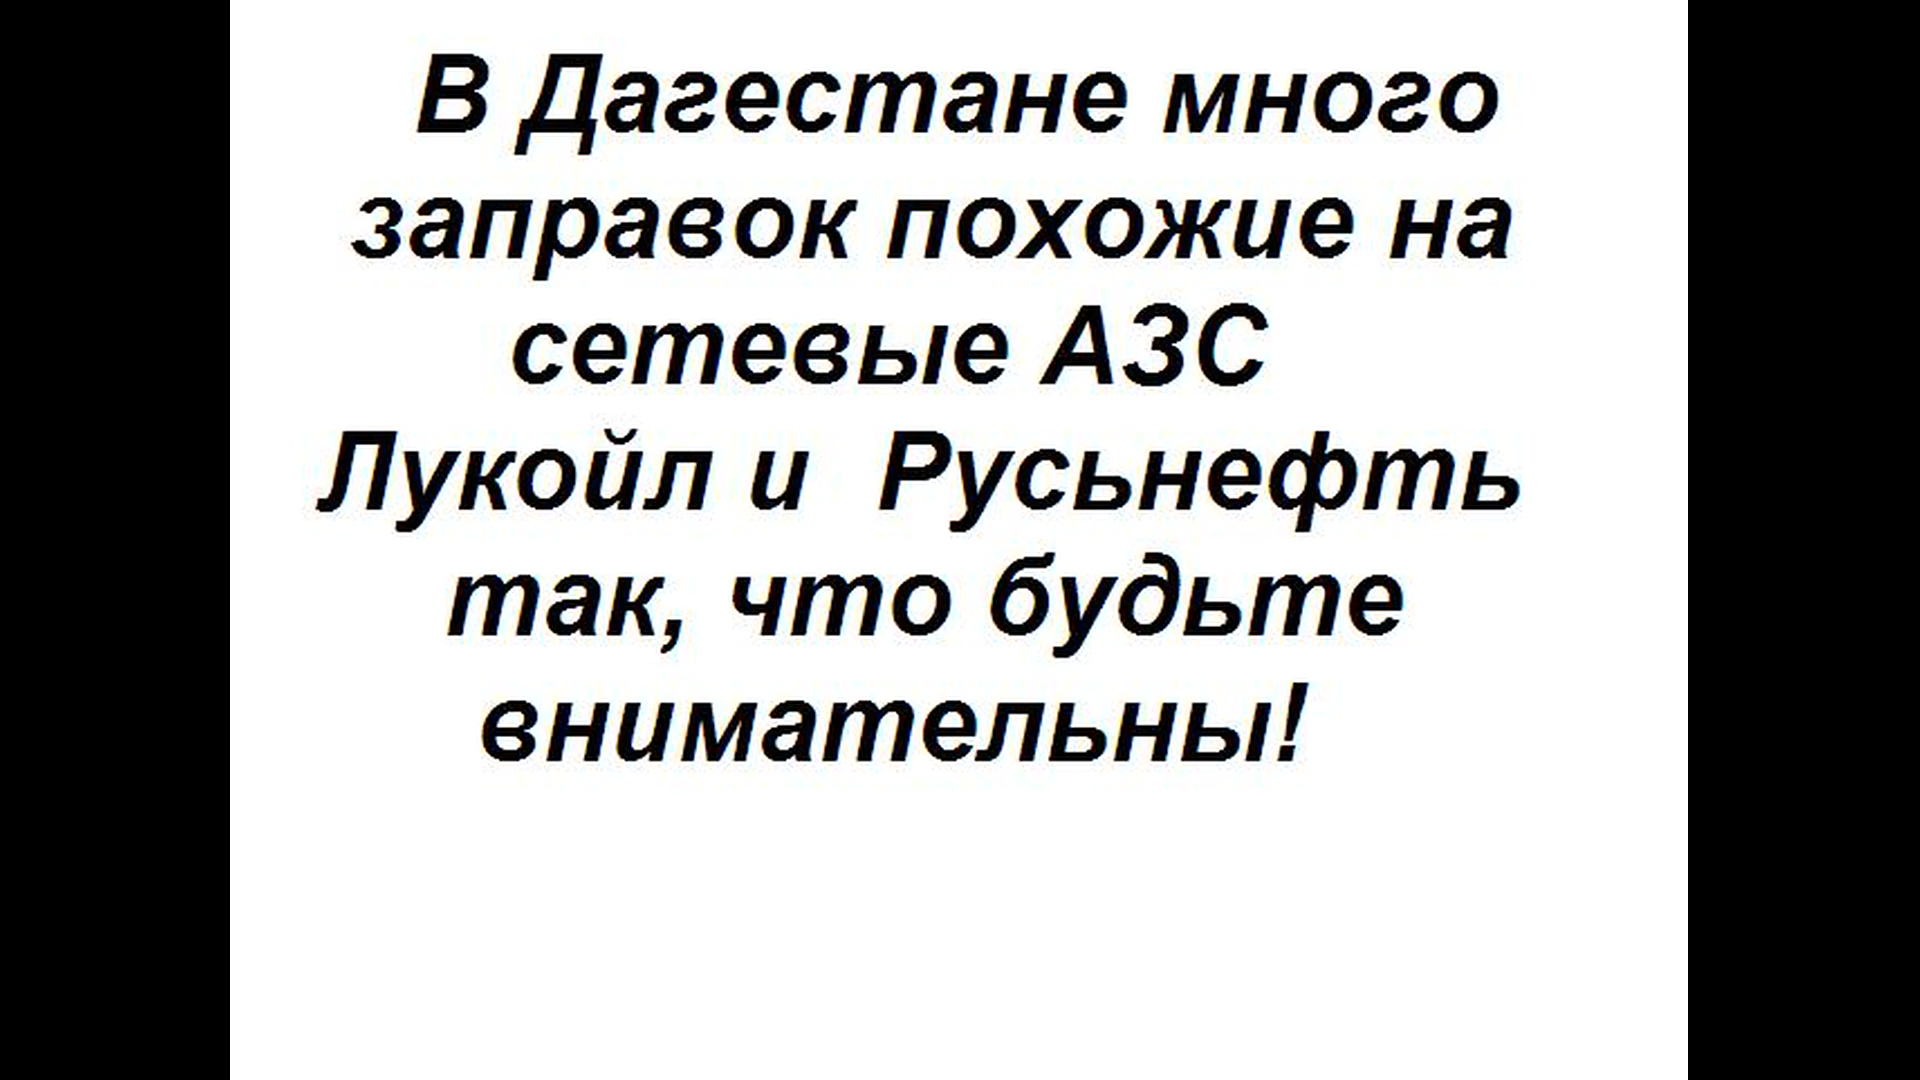 В Дагестане много
заправок похожие на
сетевые АЗС
Лукойл и Русьнефть
так, что будьте
внимательны!